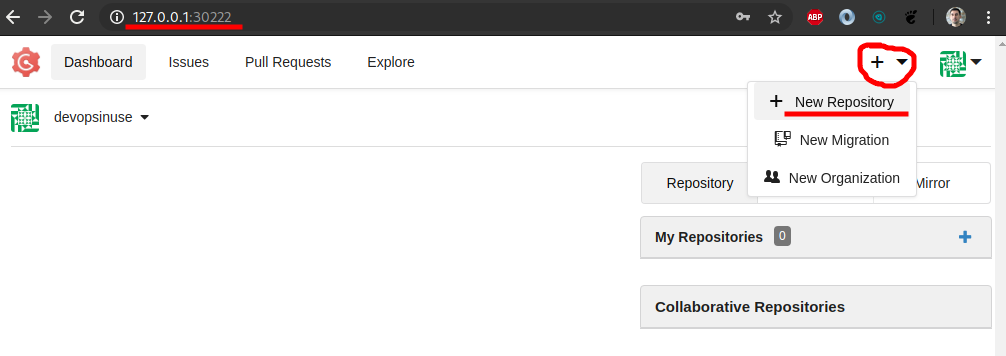 127.0.0.1:30222
ABP
Dashboard Issues Pull Requests Explore
New Repository
devopsinuse
New Migration
New Organization
Repository Mirror
My Repositories 0
Collaborative Repositories